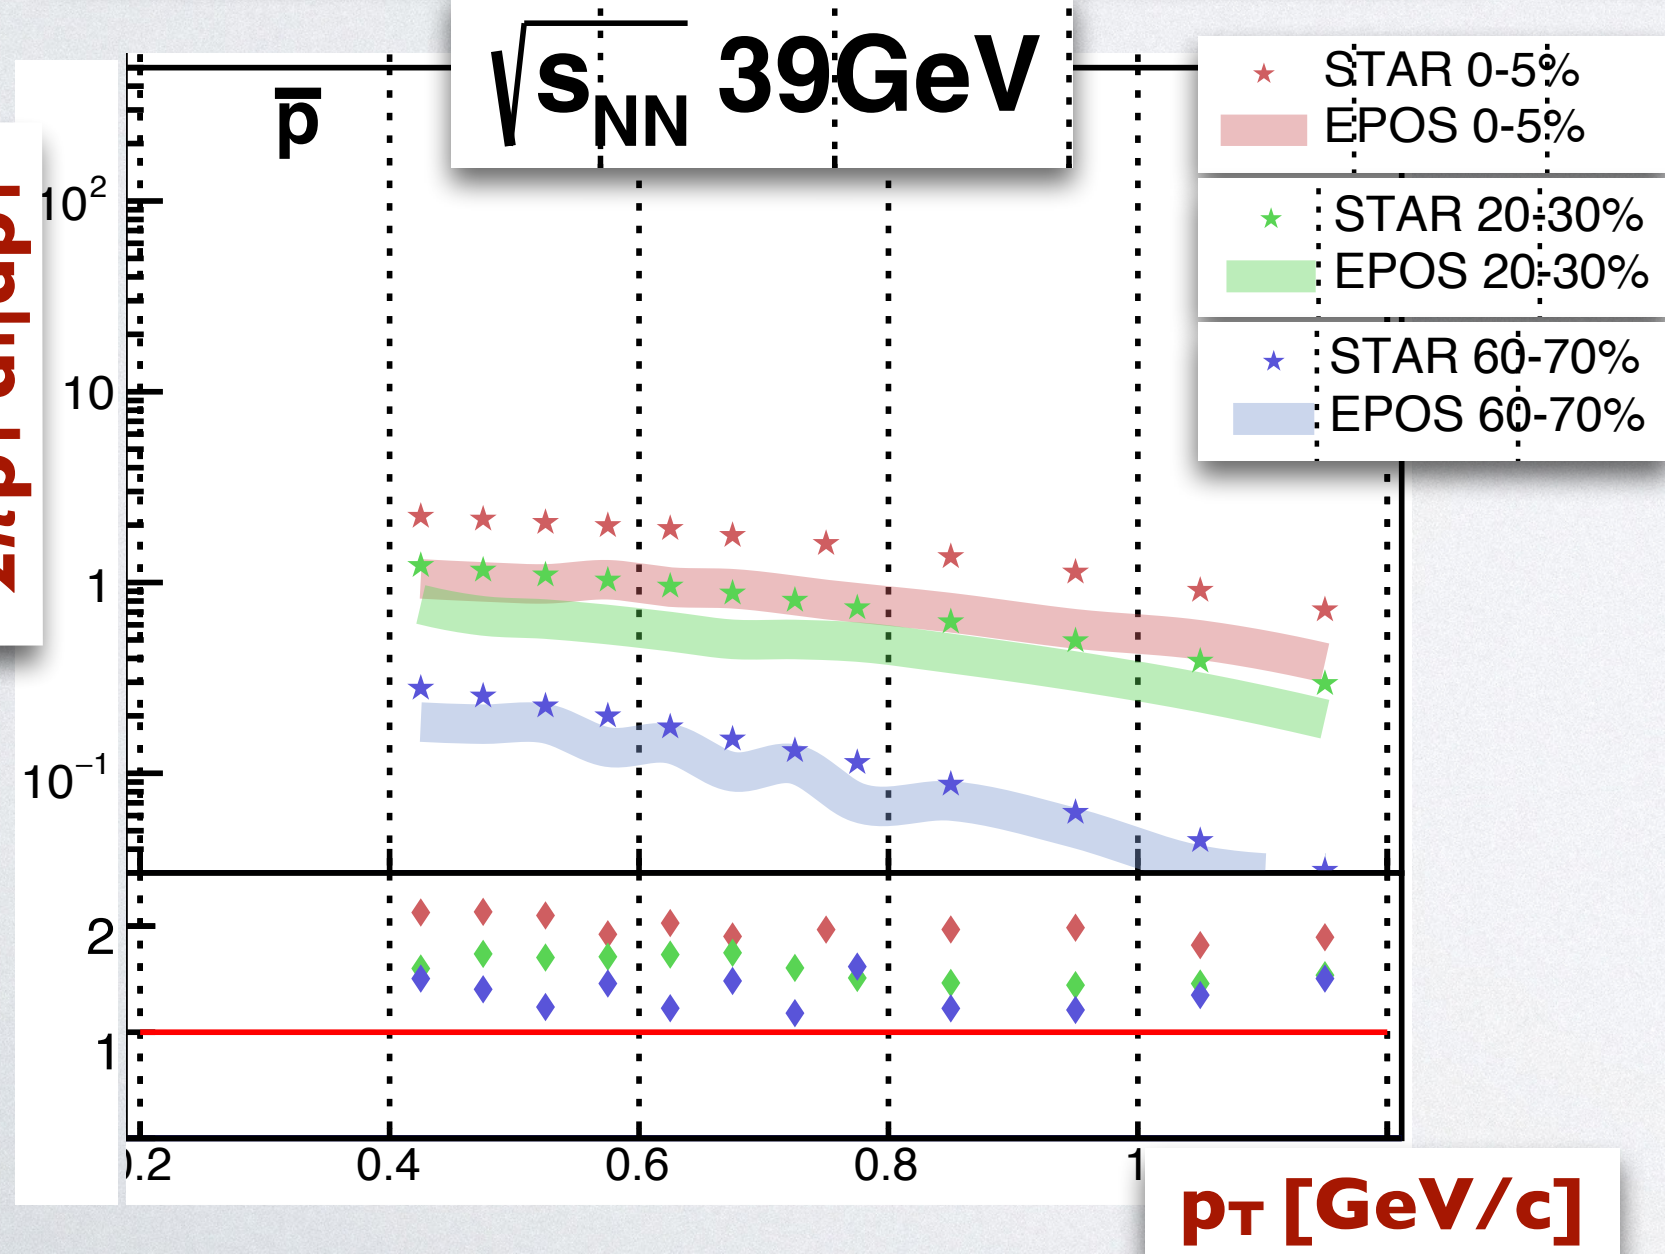 √sNN 39GeV
p̅
STAR 0-5%
EPOS 0-5%
STAR 20-30%
EPOS 20-30%
STAR 60-70%
EPOS 60-70%
10²
10
1
10⁻¹
2
1
0.4
0.6
0.8
1
pT [GeV/c]